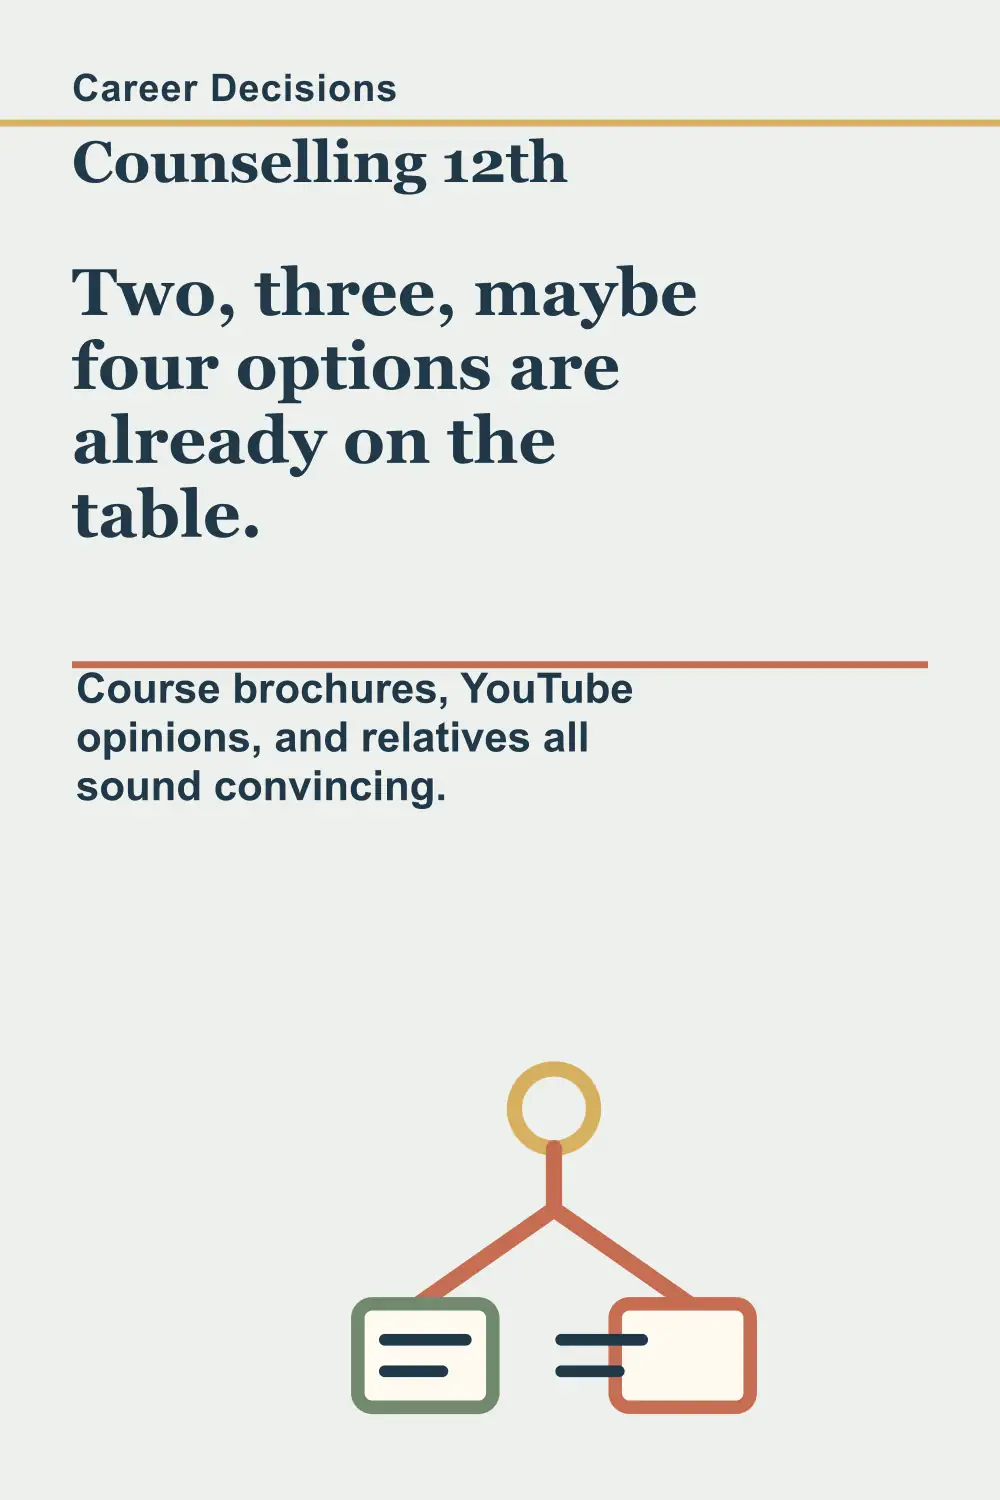 Career Decisions
Counselling 12th
Two, three, maybe
four options are
already on the
table.
Course brochures, YouTube
opinions, and relatives all
sound convincing.